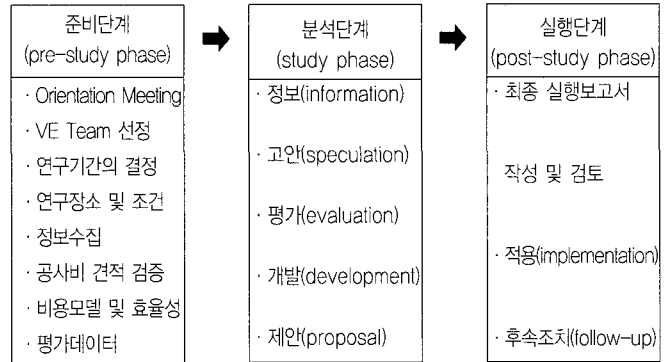 준비단계
(pre-study phase)
· Orientation Meeting
· VE Team 선정
· 연구기간의 결정
· 연구장소 및 조건
· 정보수집
· 공사비 견적 검증
· 비용모델 및 효율성
· 평가데이터
분석단계
(study phase)
· 정보(information)
· 고안(speculation)
· 평가(evaluation)
· 개발(development)
· 제안(proposal)
실행단계
(post-study phase)
· 최종 실행보고서
작성 및 검토
· 적용(implementation)
· 후속조치(follow-up)